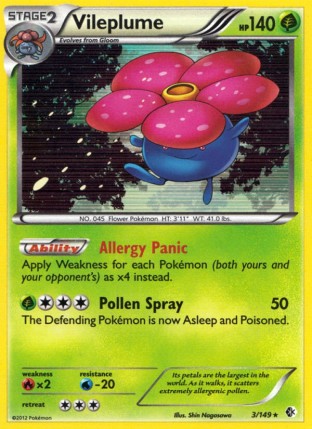 STAGE2 Vileplume HP140
Evolves from Gloom
NO. 045 Flower Pokémon HT: 3'11" WT: 41.0 lbs.
Ability Allergy Panic
Apply Weakness for each Pokémon (both yours and
your opponent's) as x4 instead.
Pollen Spray 50
The Defending Pokémon is now Asleep and Poisoned.
weakness resistance
×2 -20
retreat
Its petals are the largest in the
world. As it walks, it scatters
extremely allergenic pollen.
©2012 Pokémon Illus. Shin Nagasawa 3/149 ★